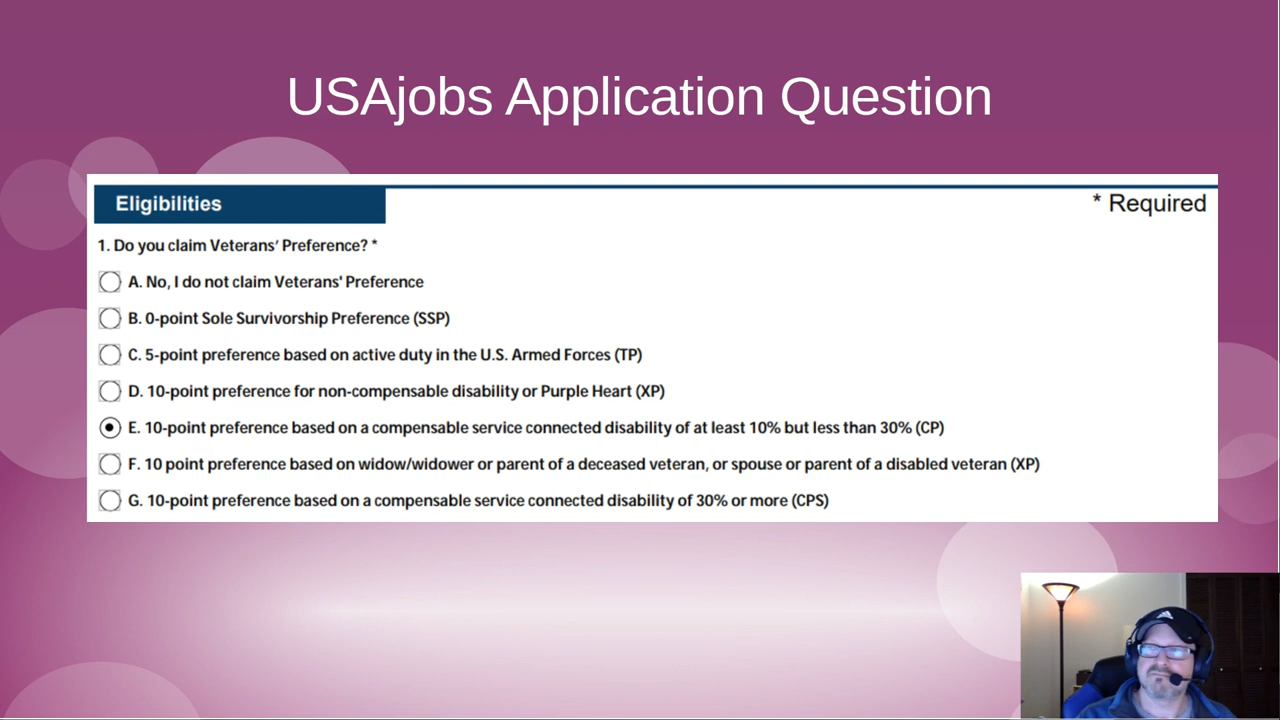 USAjobs Application Question
Eligibilities
* Required
1. Do you claim Veterans' Preference? *
A. No, I do not claim Veterans' Preference
B. 0-point Sole Survivorship Preference (SSP)
C. 5-point preference based on active duty in the U.S. Armed Forces (TP)
D. 10-point preference for non-compensable disability or Purple Heart (XP)
E. 10-point preference based on a compensable service connected disability of at least 10% but less than 30% (CP)
F. 10 point preference based on widow/widower or parent of a deceased veteran, or spouse or parent of a disabled veteran (XP)
G. 10-point preference based on a compensable service connected disability of 30% or more (CPS)